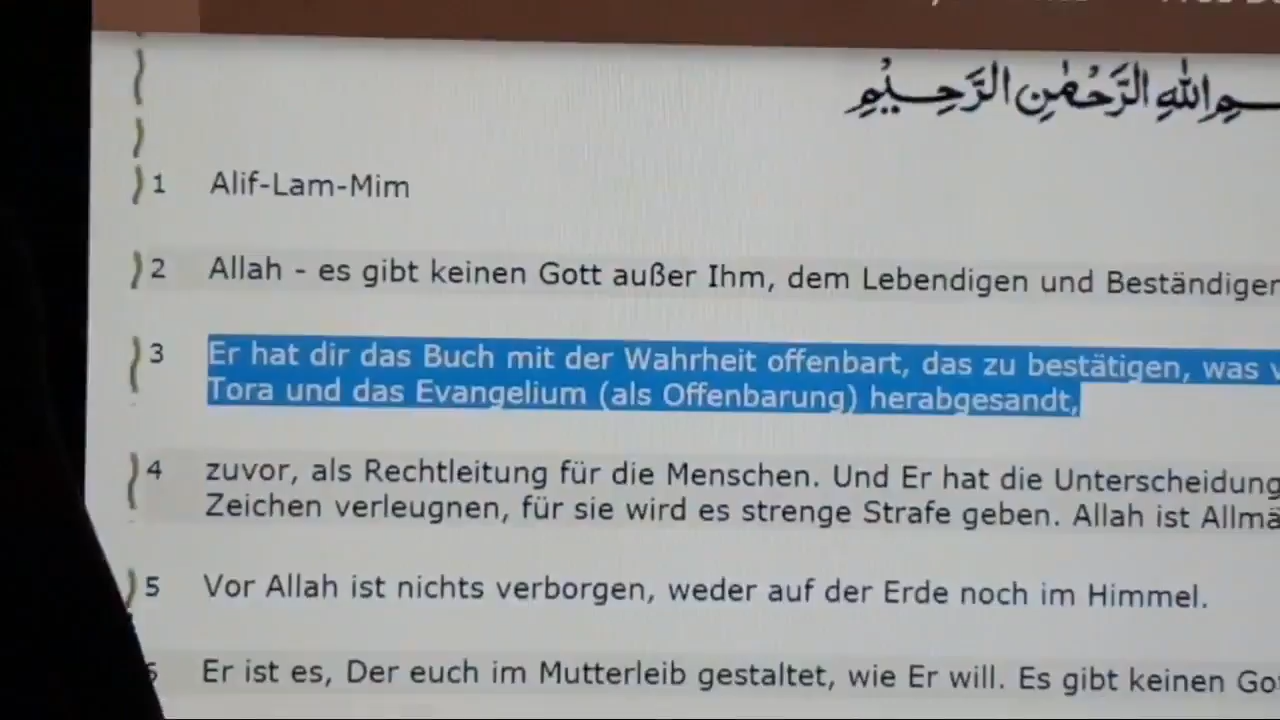 بسم الله الرحمن الرحيم
1 Alif-Lam-Mim
2 Allah - es gibt keinen Gott außer Ihm, dem Lebendigen und Beständigen
3 Er hat dir das Buch mit der Wahrheit offenbart, das zu bestätigen, was
Tora und das Evangelium (als Offenbarung) herabgesandt,
4 zuvor, als Rechtleitung für die Menschen. Und Er hat die Unterscheidung
Zeichen verleugnen, für sie wird es strenge Strafe geben. Allah ist Allmä
5 Vor Allah ist nichts verborgen, weder auf der Erde noch im Himmel.
6 Er ist es, Der euch im Mutterleib gestaltet, wie Er will. Es gibt keinen Go